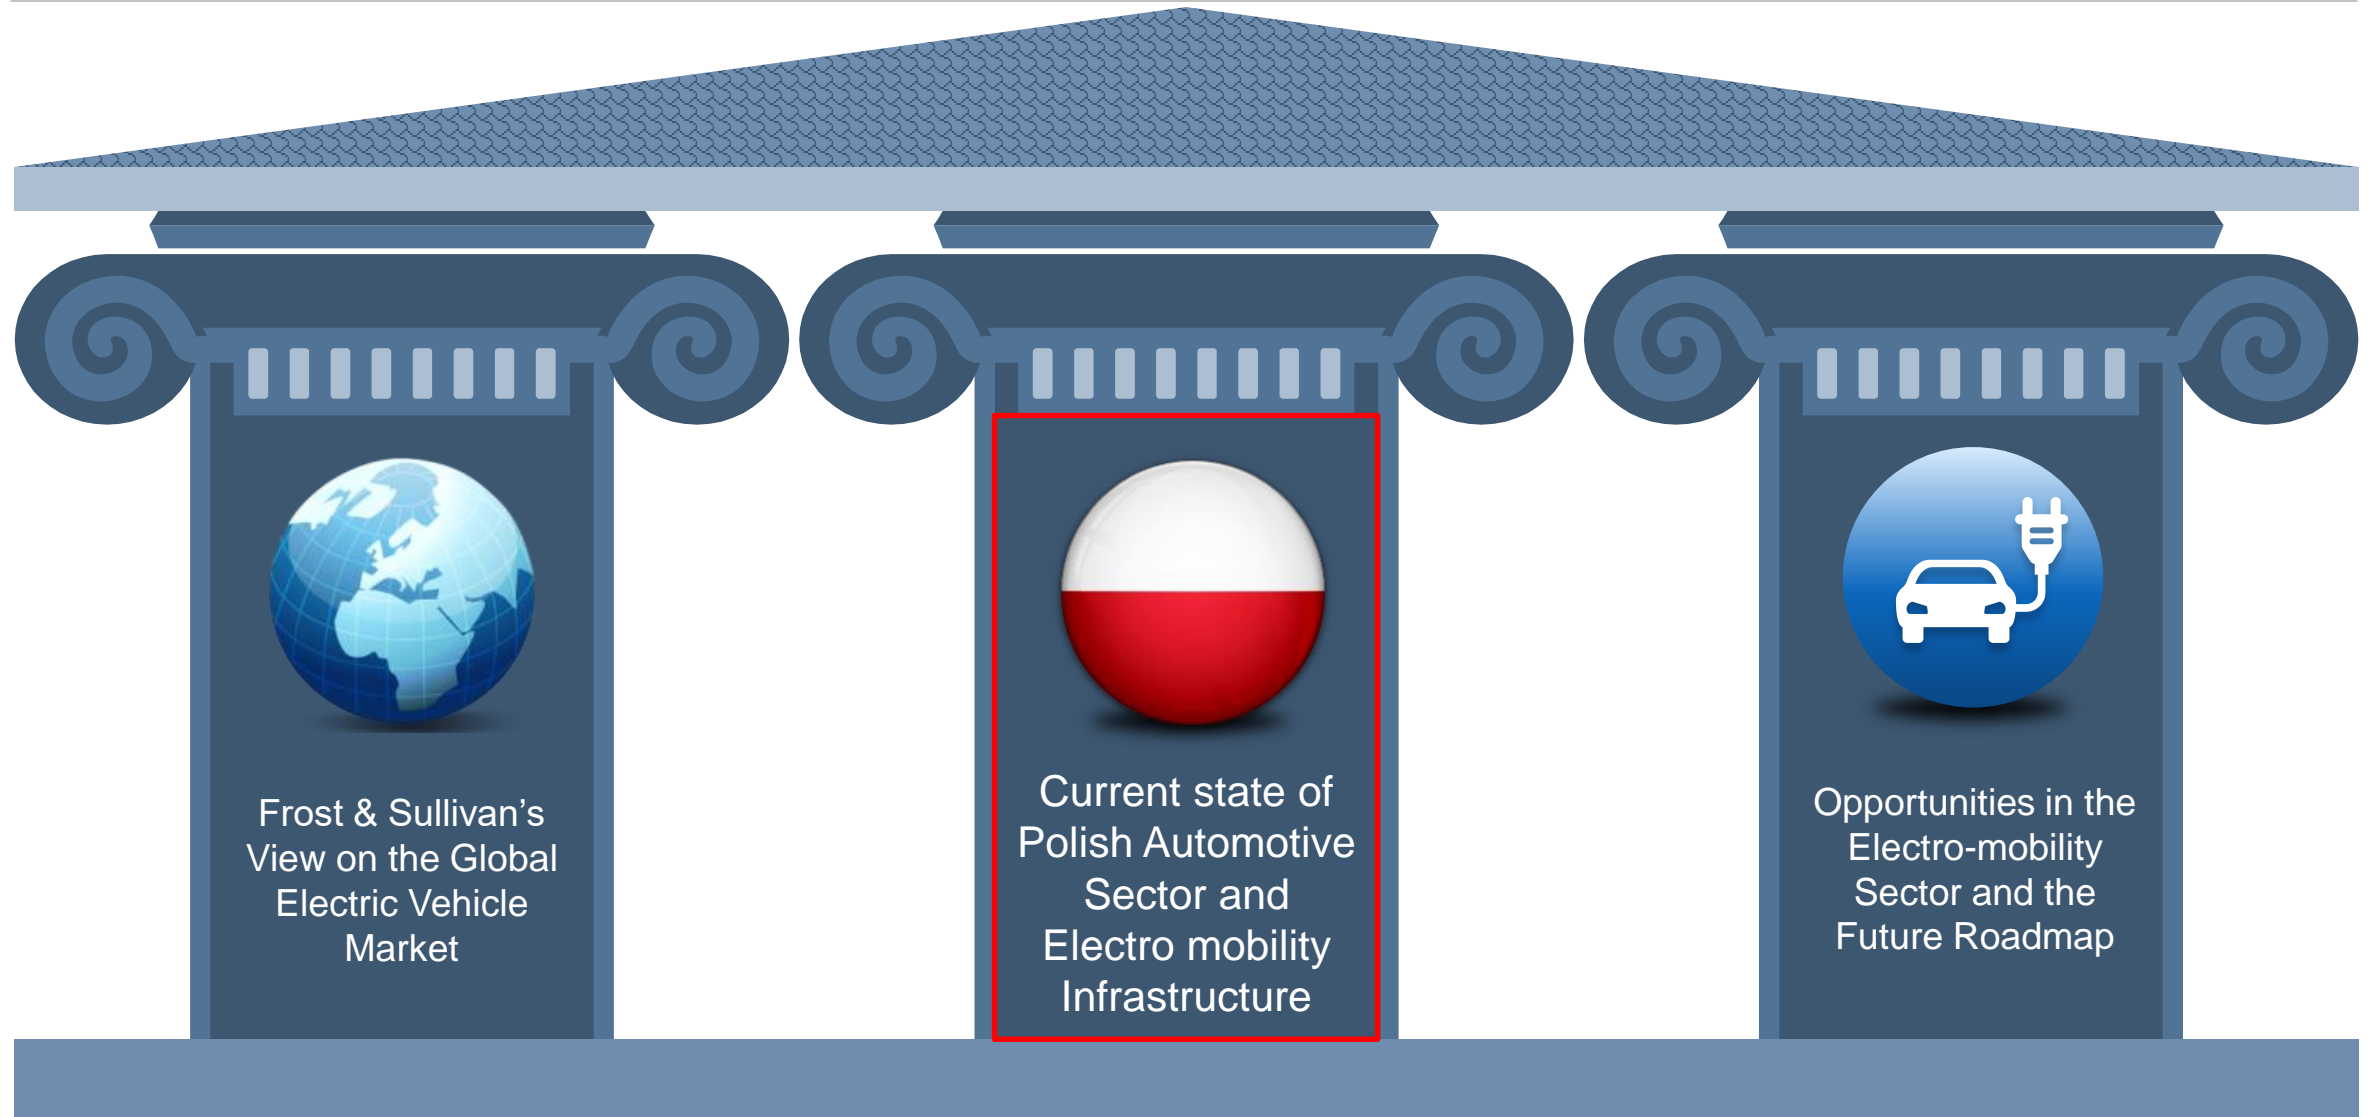 Frost & Sullivan’s
View on the Global
Electric Vehicle
Market
Current state of
Polish Automotive
Sector and
Electro mobility
Infrastructure
Opportunities in the
Electro-mobility
Sector and the
Future Roadmap